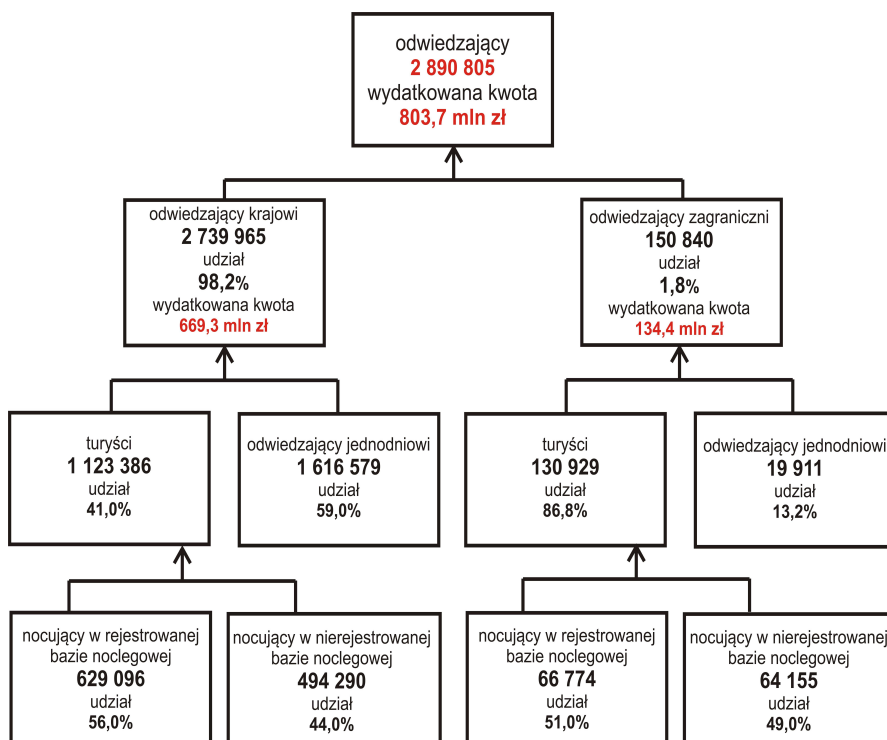 odwiedzający
2 890 805
wydatkowana kwota
803,7 mln zł
odwiedzający krajowi
2 739 965
udział
98,2%
wydatkowana kwota
669,3 mln zł
odwiedzający zagraniczni
150 840
udział
1,8%
wydatkowana kwota
134,4 mln zł
turyści
1 123 386
udział
41,0%
odwiedzający jednodniowi
1 616 579
udział
59,0%
turyści
130 929
udział
86,8%
odwiedzający jednodniowi
19 911
udział
13,2%
nocujący w rejestrowanej
bazie noclegowej
629 096
udział
56,0%
nocujący w nierejestrowanej
bazie noclegowej
494 290
udział
44,0%
nocujący w rejestrowanej
bazie noclegowej
66 774
udział
51,0%
nocujący w nierejestrowanej
bazie noclegowej
64 155
udział
49,0%